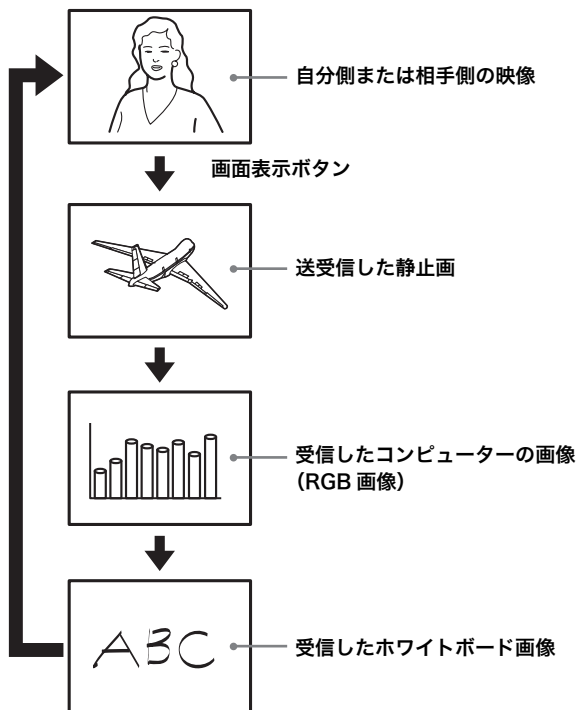 自分側または相手側の映像
画面表示ボタン
送受信した静止画
受信したコンピューターの画像
（RGB 画像）
ABC
受信したホワイトボード画像